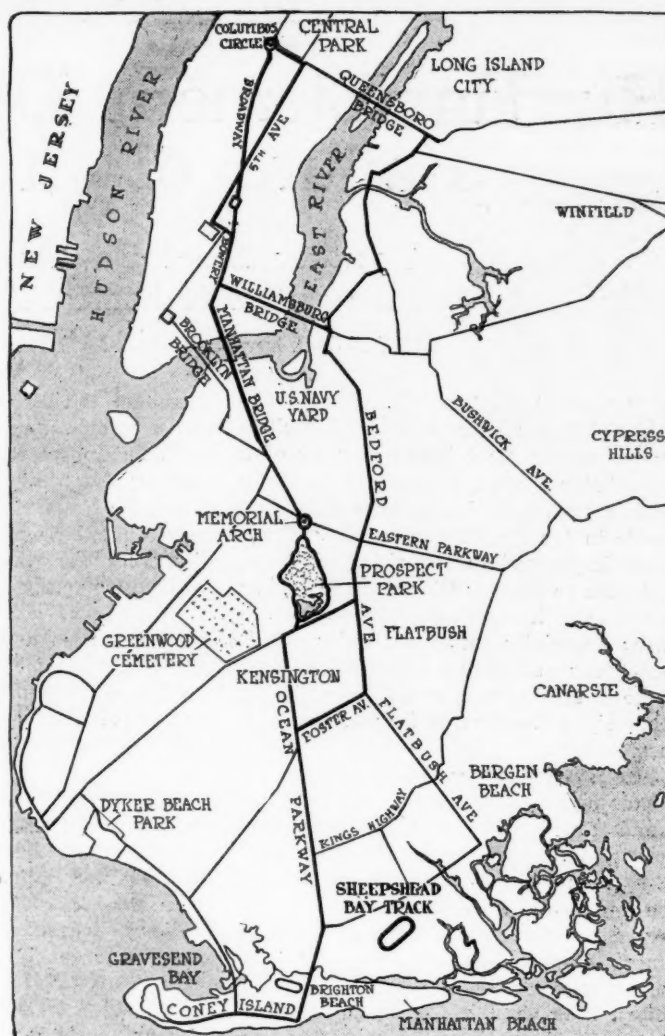 COLUMBUS
CIRCLE
CENTRAL
PARK
LONG ISLAND
CITY
QUEENSBORO
BRIDGE
BROADWAY
5TH AVE
NEW JERSEY
HUDSON RIVER
EAST RIVER
WINFIELD
BOWERY
WILLIAMSBURG
BRIDGE
MANHATTAN BRIDGE
BROOKLYN
BRIDGE
U.S. NAVY
YARD
BEDFORD
AVE
BUSHWICK
AVE.
CYPRESS
HILLS
MEMORIAL
ARCH
EASTERN PARKWAY
PROSPECT
PARK
FLATBUSH
GREENWOOD
CEMETERY
KENSINGTON
OCEAN
PARKWAY
FOSTER AV.
FLATBUSH AVE
CANARSIE
BERGEN
BEACH
DYKER BEACH
PARK
KINGS HIGHWAY
SHEEPSHEAD
BAY TRACK
GRAVESEND
BAY
CONEY ISLAND
BRIGHTON
BEACH
MANHATTAN BEACH